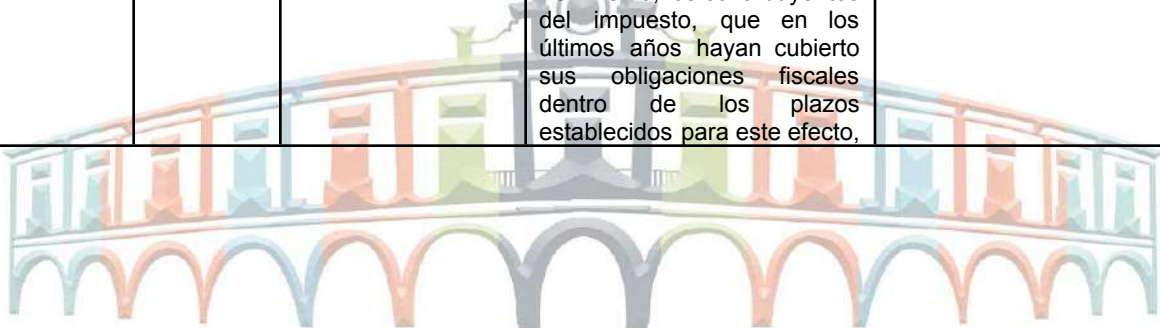 del impuesto, que en los
últimos años hayan cubierto
sus obligaciones fiscales
dentro de los plazos
establecidos para este efecto,